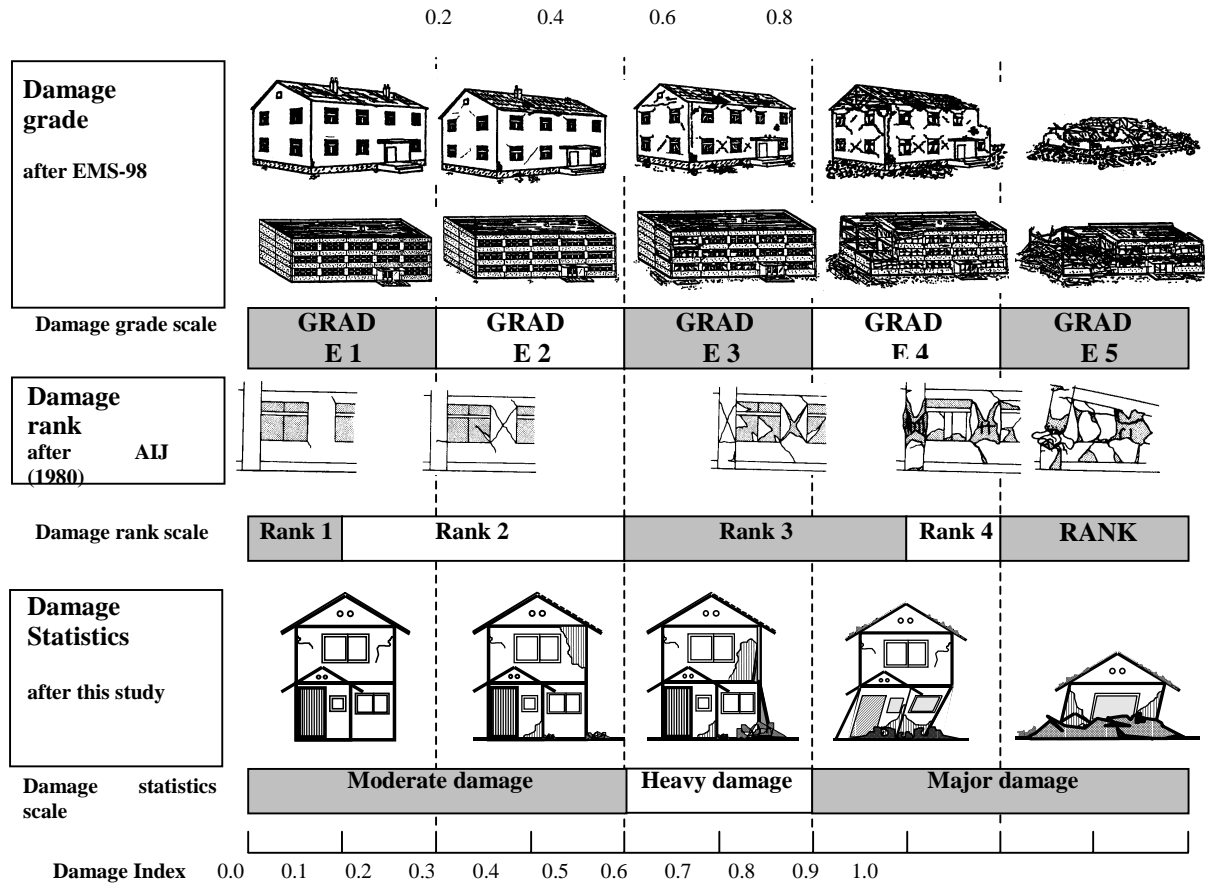 0.2 0.4 0.6 0.8
Damage
grade
after EMS-98
Damage grade scale
GRAD
E 1
GRAD
E 2
GRAD
E 3
GRAD
E 4
GRAD
E 5
Damage
rank
after AIJ
(1980)
Damage rank scale
Rank 1
Rank 2
Rank 3
Rank 4
RANK
Damage
Statistics
after this study
Damage statistics
scale
Moderate damage
Heavy damage
Major damage
Damage Index 0.0 0.1 0.2 0.3 0.4 0.5 0.6 0.7 0.8 0.9 1.0